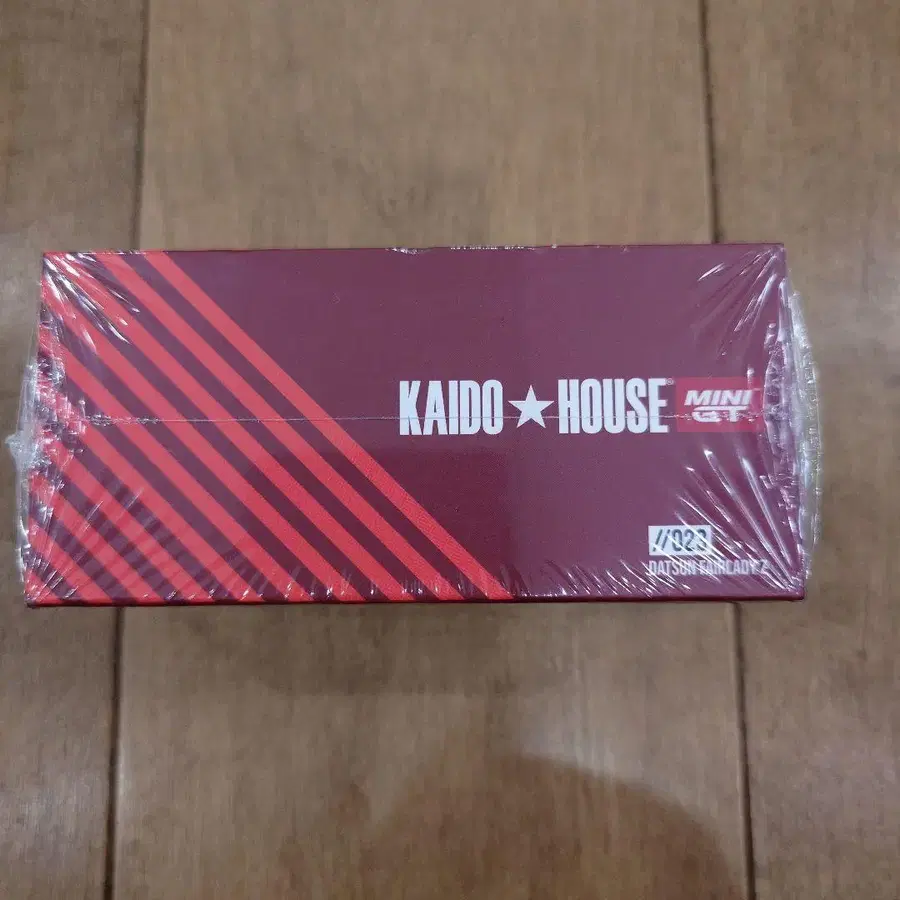 KAIDO★HOUSE MINI GT
//023
DATSUN FAIRLADY Z